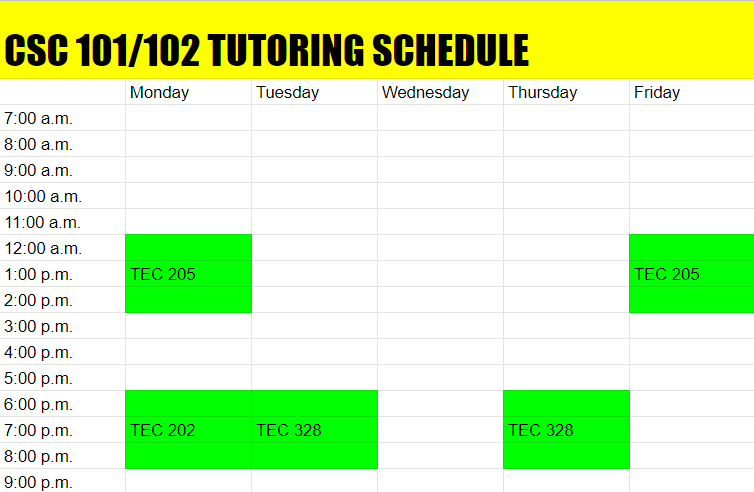 CSC 101/102 TUTORING SCHEDULE
Monday Tuesday Wednesday Thursday Friday
7:00 a.m.
8:00 a.m.
9:00 a.m.
10:00 a.m.
11:00 a.m.
12:00 a.m.
1:00 p.m. TEC 205 TEC 205
2:00 p.m.
3:00 p.m.
4:00 p.m.
5:00 p.m.
6:00 p.m.
7:00 p.m. TEC 202 TEC 328 TEC 328
8:00 p.m.
9:00 p.m.